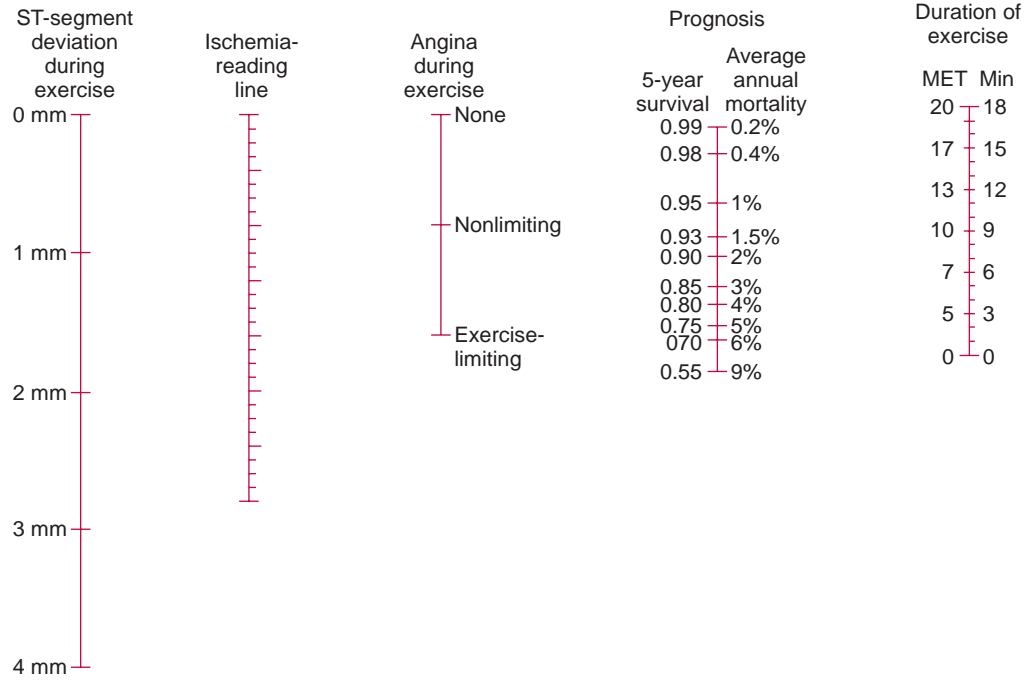 ST-segment
deviation
during
exercise
0 mm
1 mm
2 mm
3 mm
4 mm
Ischemia-
reading
line
Angina
during
exercise
None
Nonlimiting
Exercise-
limiting
Prognosis
5-year
survival
Average
annual
mortality
0.99 0.2%
0.98 0.4%
0.95 1%
0.93 1.5%
0.90 2%
0.85 3%
0.80 4%
0.75 5%
070 6%
0.55 9%
Duration of
exercise
MET Min
20 18
17 15
13 12
10 9
7 6
5 3
0 0